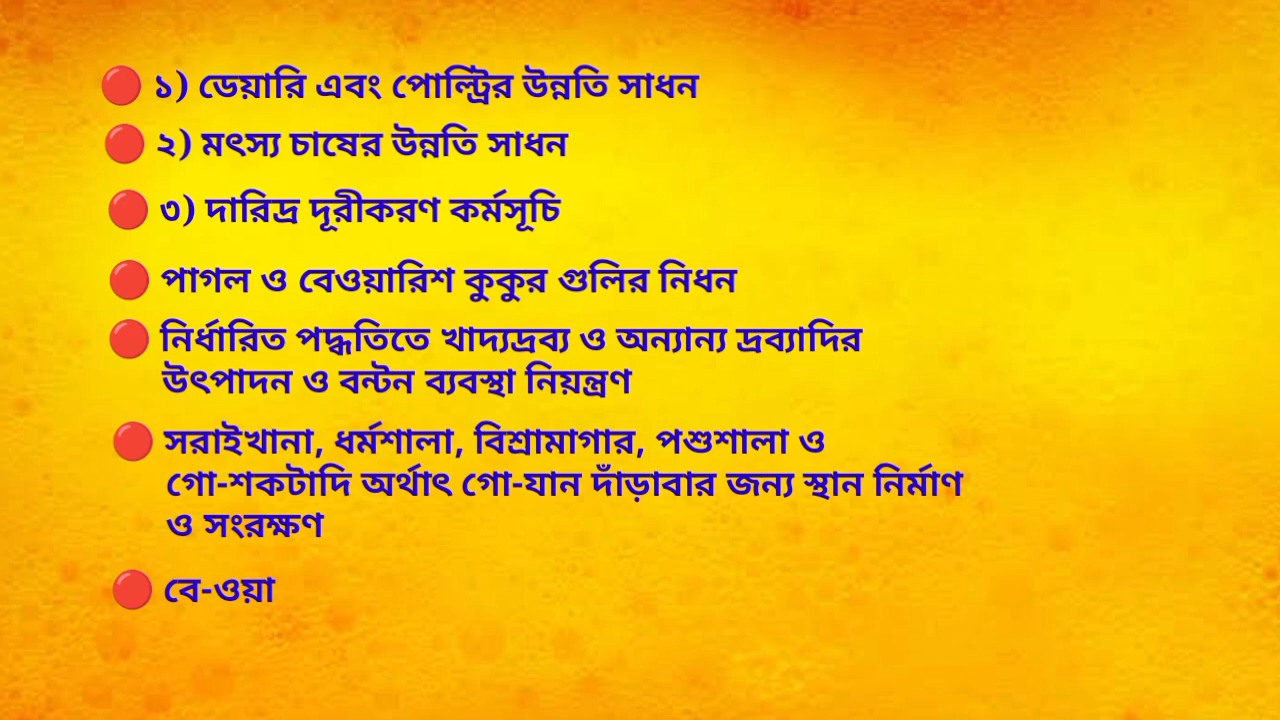 🔴 ১) ডেয়ারি এবং পোল্ট্রির উন্নতি সাধন
🔴 ২) মৎস্য চাষের উন্নতি সাধন
🔴 ৩) দারিদ্র দূরীকরণ কর্মসূচি
🔴 পাগল ও বেওয়ারিশ কুকুর গুলির নিধন
🔴 নির্ধারিত পদ্ধতিতে খাদ্যদ্রব্য ও অন্যান্য দ্রব্যাদির
উৎপাদন ও বন্টন ব্যবস্থা নিয়ন্ত্রণ
🔴 সরাইখানা, ধর্মশালা, বিশ্রামাগার, পশুশালা ও
গো-শকটাদি অর্থাৎ গো-যান দাঁড়াবার জন্য স্থান নির্মাণ
ও সংরক্ষণ
🔴 বে-ওয়া